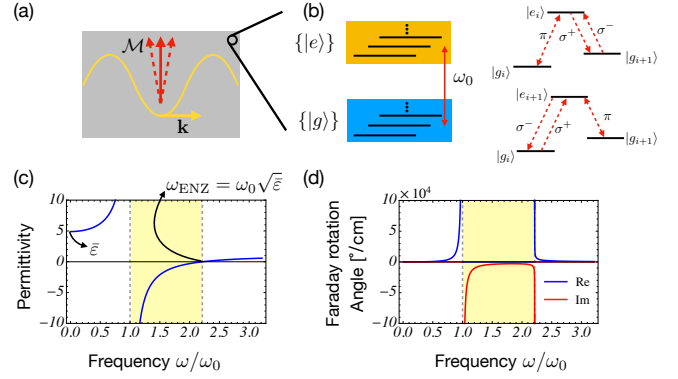 (a)
ℳ
k
(b)
{|e⟩}
{|g⟩}
ω₀
|eᵢ⟩
π
σ⁺
σ⁻
|gᵢ⟩
|gᵢ₊₁⟩
|eᵢ₊₁⟩
σ⁻
σ⁺
π
|gᵢ⟩
|gᵢ₊₁⟩
(c)
ω_ENZ = ω₀√ε̄
Permittivity
10
5
0
−5
−10
ε̄
0.0 0.5 1.0 1.5 2.0 2.5 3.0
Frequency ω/ω₀
(d)
Faraday rotation
Angle [°/cm]
× 10⁴
10
5
0
−5
−10
Re
Im
0.0 0.5 1.0 1.5 2.0 2.5 3.0
Frequency ω/ω₀